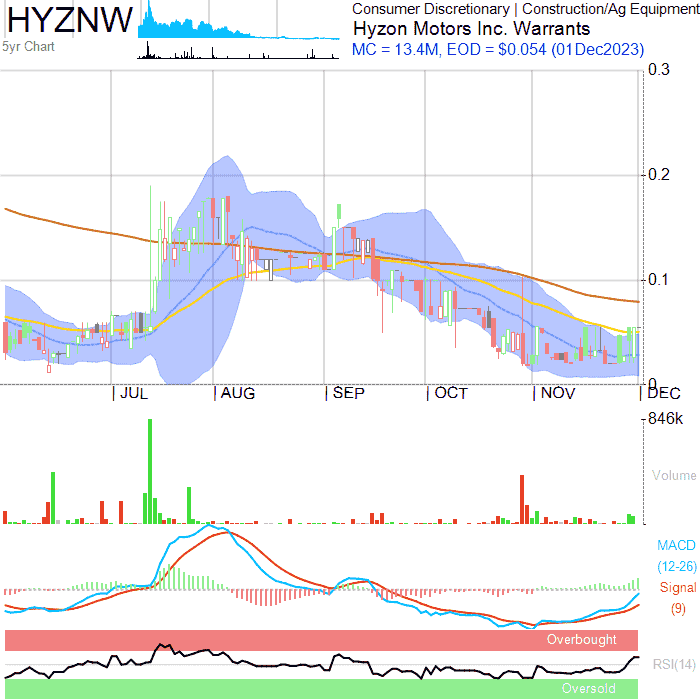 HYZNW
5yr Chart
Consumer Discretionary | Construction/Ag Equipment
Hyzon Motors Inc. Warrants
MC = 13.4M, EOD = $0.054 (01Dec2023)
0.3
0.2
0.1
0
JUL AUG SEP OCT NOV DEC
846k
Volume
MACD
(12-26)
Signal
(9)
Overbought
RSI(14)
Oversold